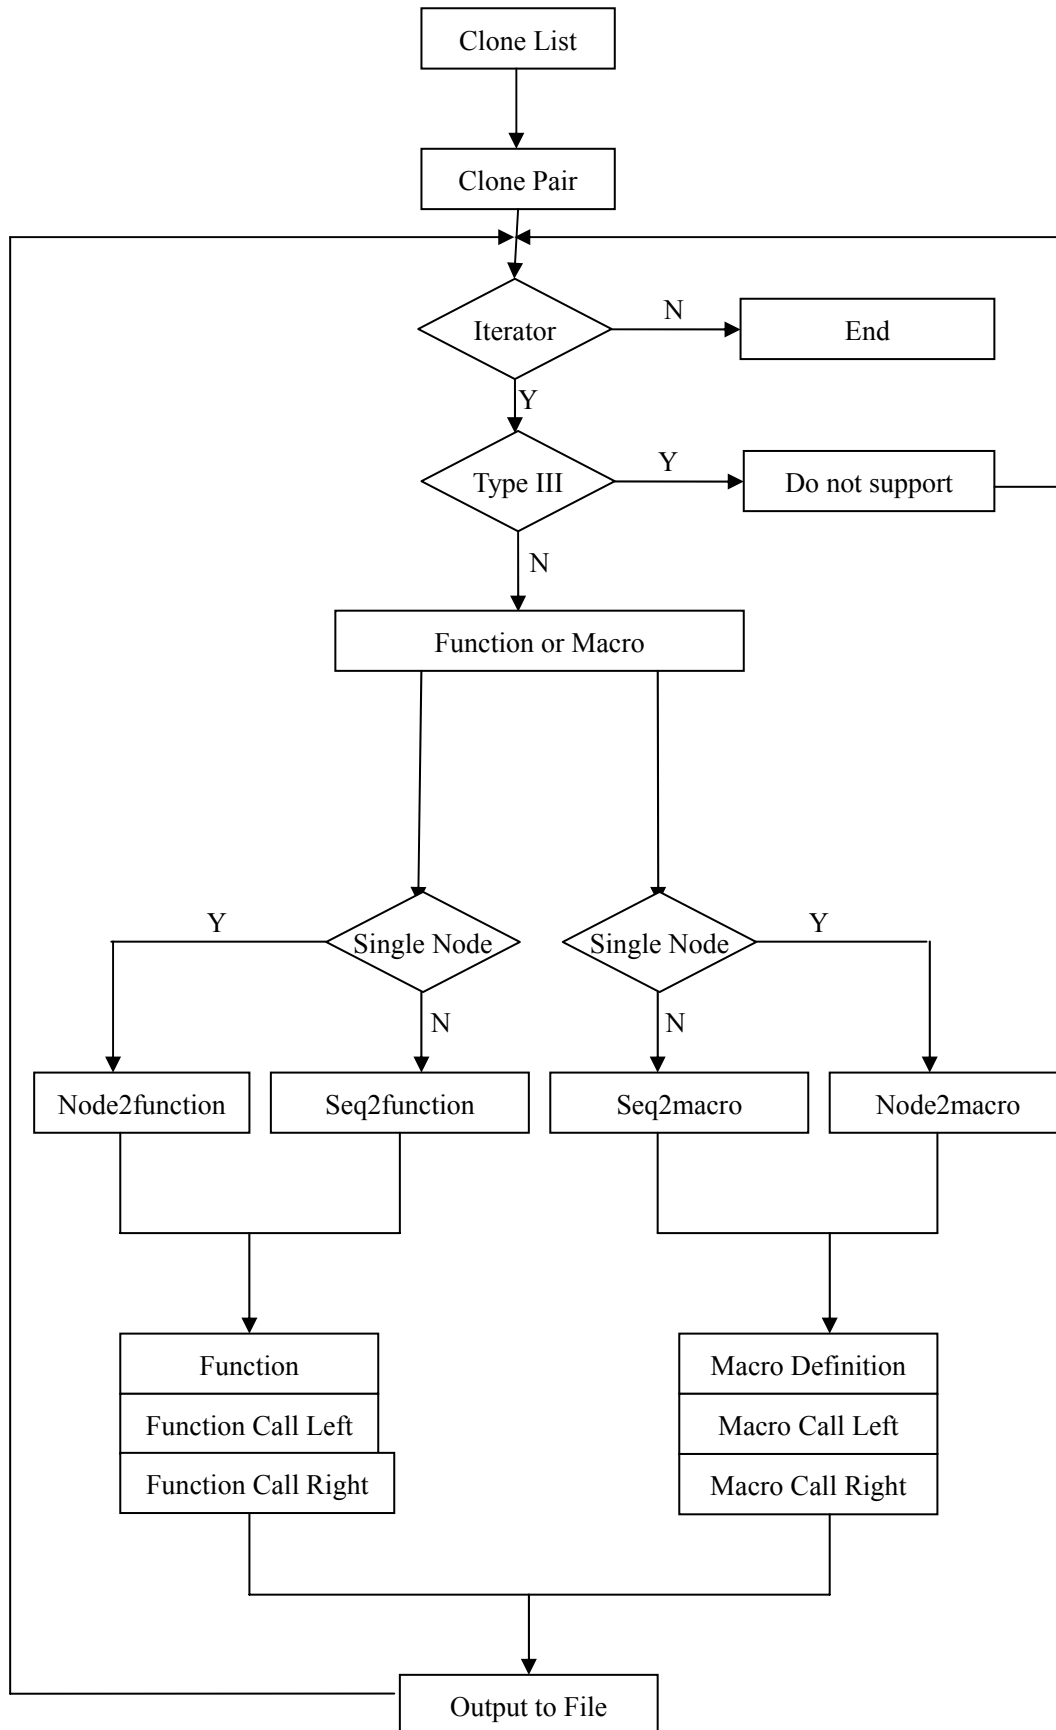 Clone List
Clone Pair
Iterator
N
End
Y
Type III
Y
Do not support
N
Function or Macro
Y
Single Node
Single Node
Y
N
N
Node2function
Seq2function
Seq2macro
Node2macro
Function
Function Call Left
Function Call Right
Macro Definition
Macro Call Left
Macro Call Right
Output to File